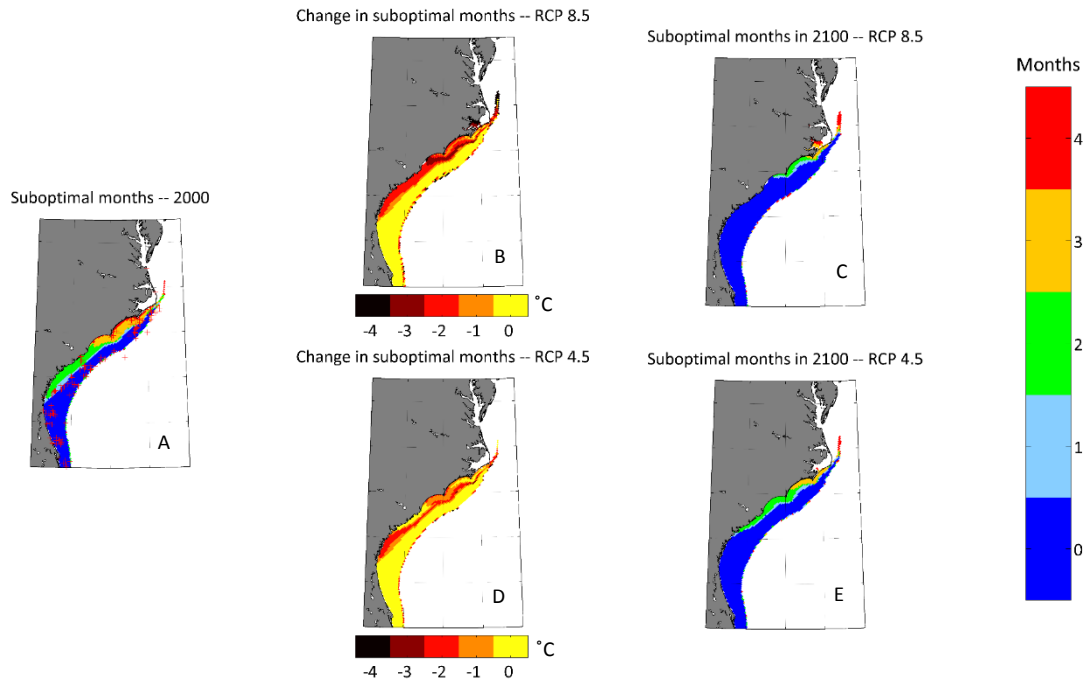 Change in suboptimal months -- RCP 8.5
Suboptimal months in 2100 -- RCP 8.5
Months
Suboptimal months -- 2000
4
3
2
1
0
A
B
C
-4 -3 -2 -1 0 ˚C
Change in suboptimal months -- RCP 4.5
Suboptimal months in 2100 -- RCP 4.5
D
E
-4 -3 -2 -1 0 ˚C